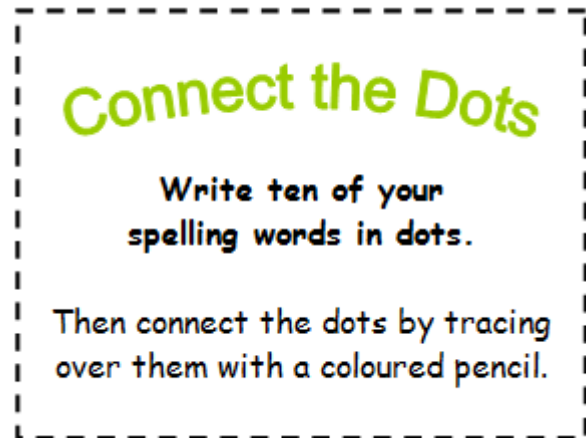 Connect the Dots
Write ten of your
spelling words in dots.
Then connect the dots by tracing
over them with a coloured pencil.